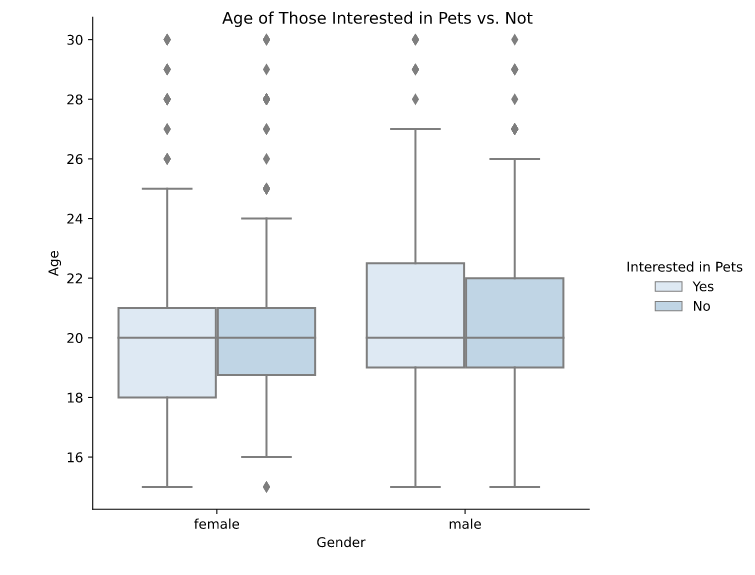 Age of Those Interested in Pets vs. Not
30
28
26
24
22
20
18
16
Age
female
male
Gender
Interested in Pets
Yes
No